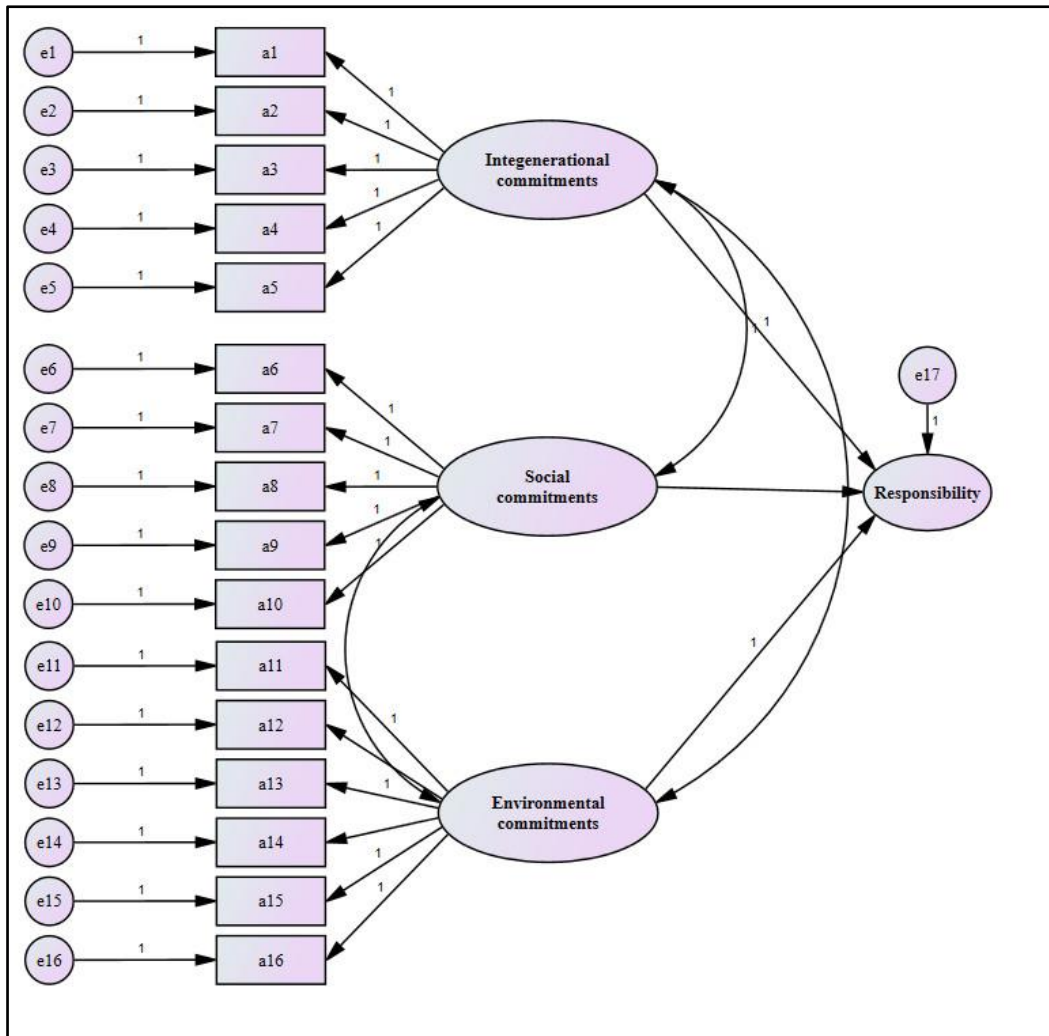 e1 1 a1
e2 1 a2
e3 1 a3
e4 1 a4
e5 1 a5
1
1
1
1
1
Integenerational
commitments
e6 1 a6
e7 1 a7
e8 1 a8
e9 1 a9
e10 1 a10
1
1
1
1
1
Social
commitments
1
1
e17
1
Responsibility
e11 1 a11
e12 1 a12
e13 1 a13
e14 1 a14
e15 1 a15
e16 1 a16
1
1
1
1
Environmental
commitments
1